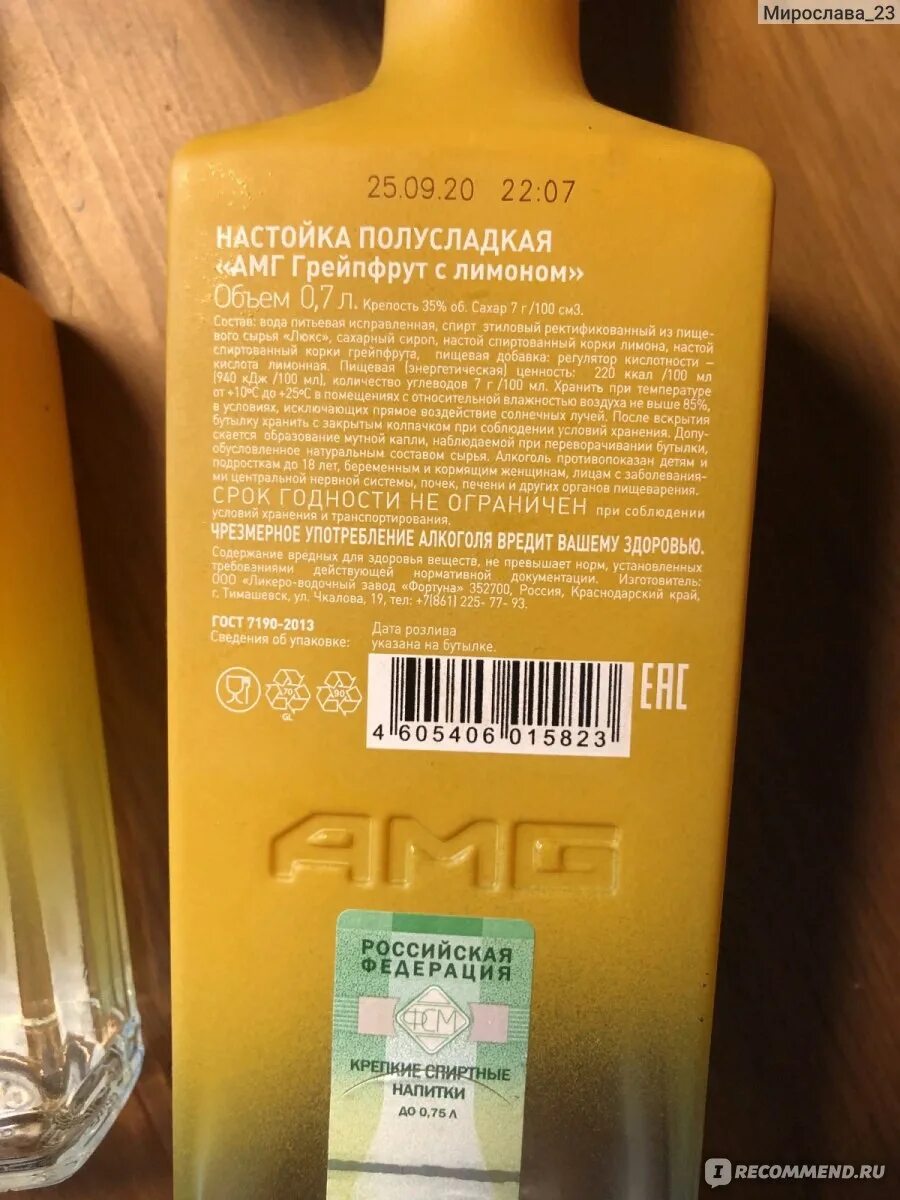 Мирослава_23
25.09.20 22:07
НАСТОЙКА ПОЛУСЛАДКАЯ
«АМГ Грейпфрут с лимоном»
Объем 0,7 л. Крепость 35% об. Сахар 7 г /100 см3.
Состав: вода питьевая исправленная, спирт этиловый ректификованный из пище-
вого сырья «Люкс», сахарный сироп, настой спиртованный корки лимона, настой
спиртованный корки грейпфрута, пищевая добавка: регулятор кислотности –
кислота лимонная. Пищевая (энергетическая) ценность: 220 ккал /100 мл
(940 кДж /100 мл), количество углеводов 7 г /100 мл. Хранить при температуре
от +10ºС до +25ºС в помещениях с относительной влажностью воздуха не выше 85%,
в условиях, исключающих прямое воздействие солнечных лучей. После вскрытия
бутылку хранить с закрытым колпачком при соблюдении условий хранения. Допу-
скается образование мутной капли, наблюдаемой при переворачивании бутылки,
обусловленное натуральным составом сырья. Алкоголь противопоказан детям и
подросткам до 18 лет, беременным и кормящим женщинам, лицам с заболевания-
ми центральной нервной системы, почек, печени и других органов пищеварения.
СРОК ГОДНОСТИ НЕ ОГРАНИЧЕН при соблюдении
условий хранения и транспортирования.
ЧРЕЗМЕРНОЕ УПОТРЕБЛЕНИЕ АЛКОГОЛЯ ВРЕДИТ ВАШЕМУ ЗДОРОВЬЮ.
Содержание вредных для здоровья веществ, не превышает норм, установленных
требованиями действующей нормативной документации. Изготовитель:
ООО «Ликеро-водочный завод «Фортуна» 352700, Россия, Краснодарский край,
г. Тимашевск, ул. Чкалова, 19, тел: +7(861) 225- 77- 93.
ГОСТ 7190-2013
Сведения об упаковке:
Дата розлива
указана на бутылке.
70
GL
90
EAC
4 605406 015823
AMG
РОССИЙСКАЯ
ФЕДЕРАЦИЯ
ФСМ
КРЕПКИЕ СПИРТНЫЕ
НАПИТКИ
ДО 0,75 Л
IRECOMMEND.RU